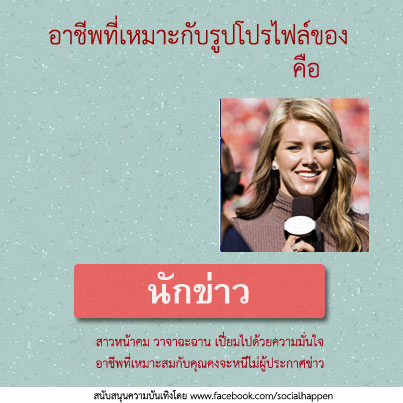 อาชีพที่เหมาะกับรูปโปรไฟล์ของ
คือ
นักข่าว
สาวหน้าคม วาจาฉะฉาน เปี่ยมไปด้วยความมั่นใจ
อาชีพที่เหมาะสมกับคุณคงจะหนีไม่ผู้ประกาศข่าว
สนับสนุนความบันเทิงโดย www.facebook.com/socialhappen